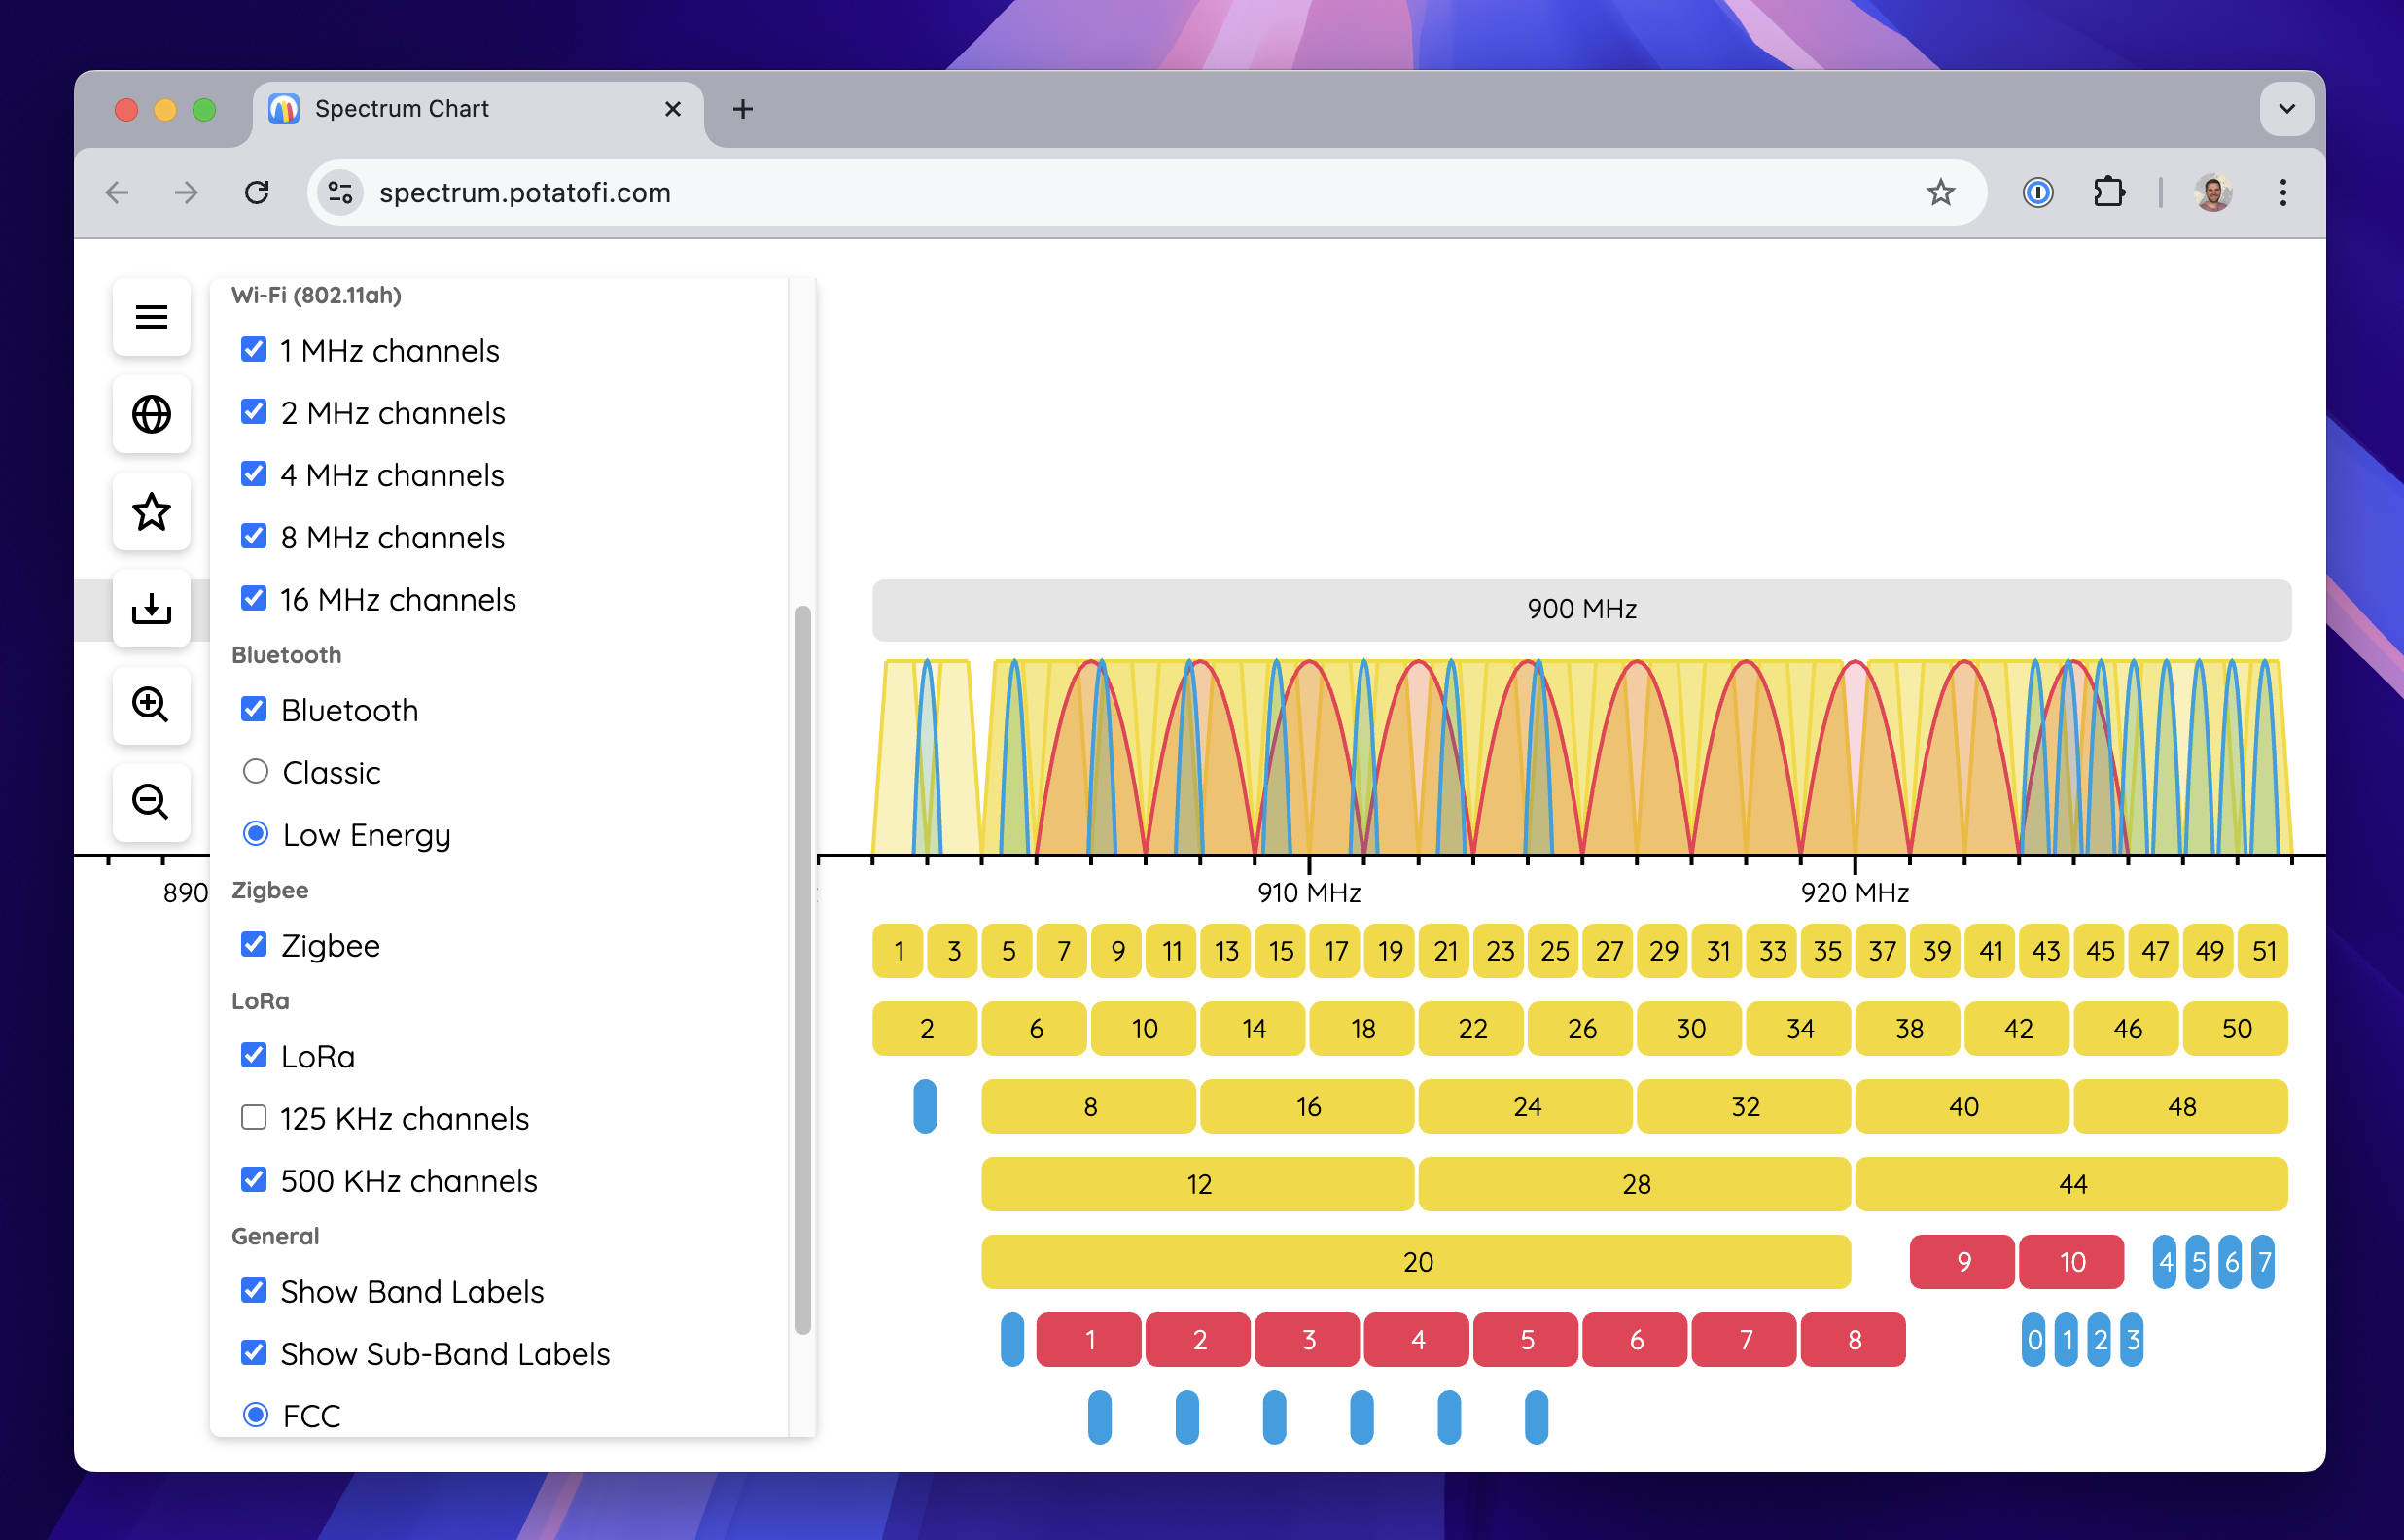 Spectrum Chart
spectrum.potatofi.com
Wi-Fi (802.11ah)
1 MHz channels
2 MHz channels
4 MHz channels
8 MHz channels
16 MHz channels
Bluetooth
Bluetooth
Classic
Low Energy
Zigbee
Zigbee
LoRa
LoRa
125 KHz channels
500 KHz channels
General
Show Band Labels
Show Sub-Band Labels
FCC
900 MHz
890
910 MHz
920 MHz
1 3 5 7 9 11 13 15 17 19 21 23 25 27 29 31 33 35 37 39 41 43 45 47 49 51
2 6 10 14 18 22 26 30 34 38 42 46 50
8 16 24 32 40 48
12 28 44
20 9 10 4 5 6 7
1 2 3 4 5 6 7 8 0 1 2 3